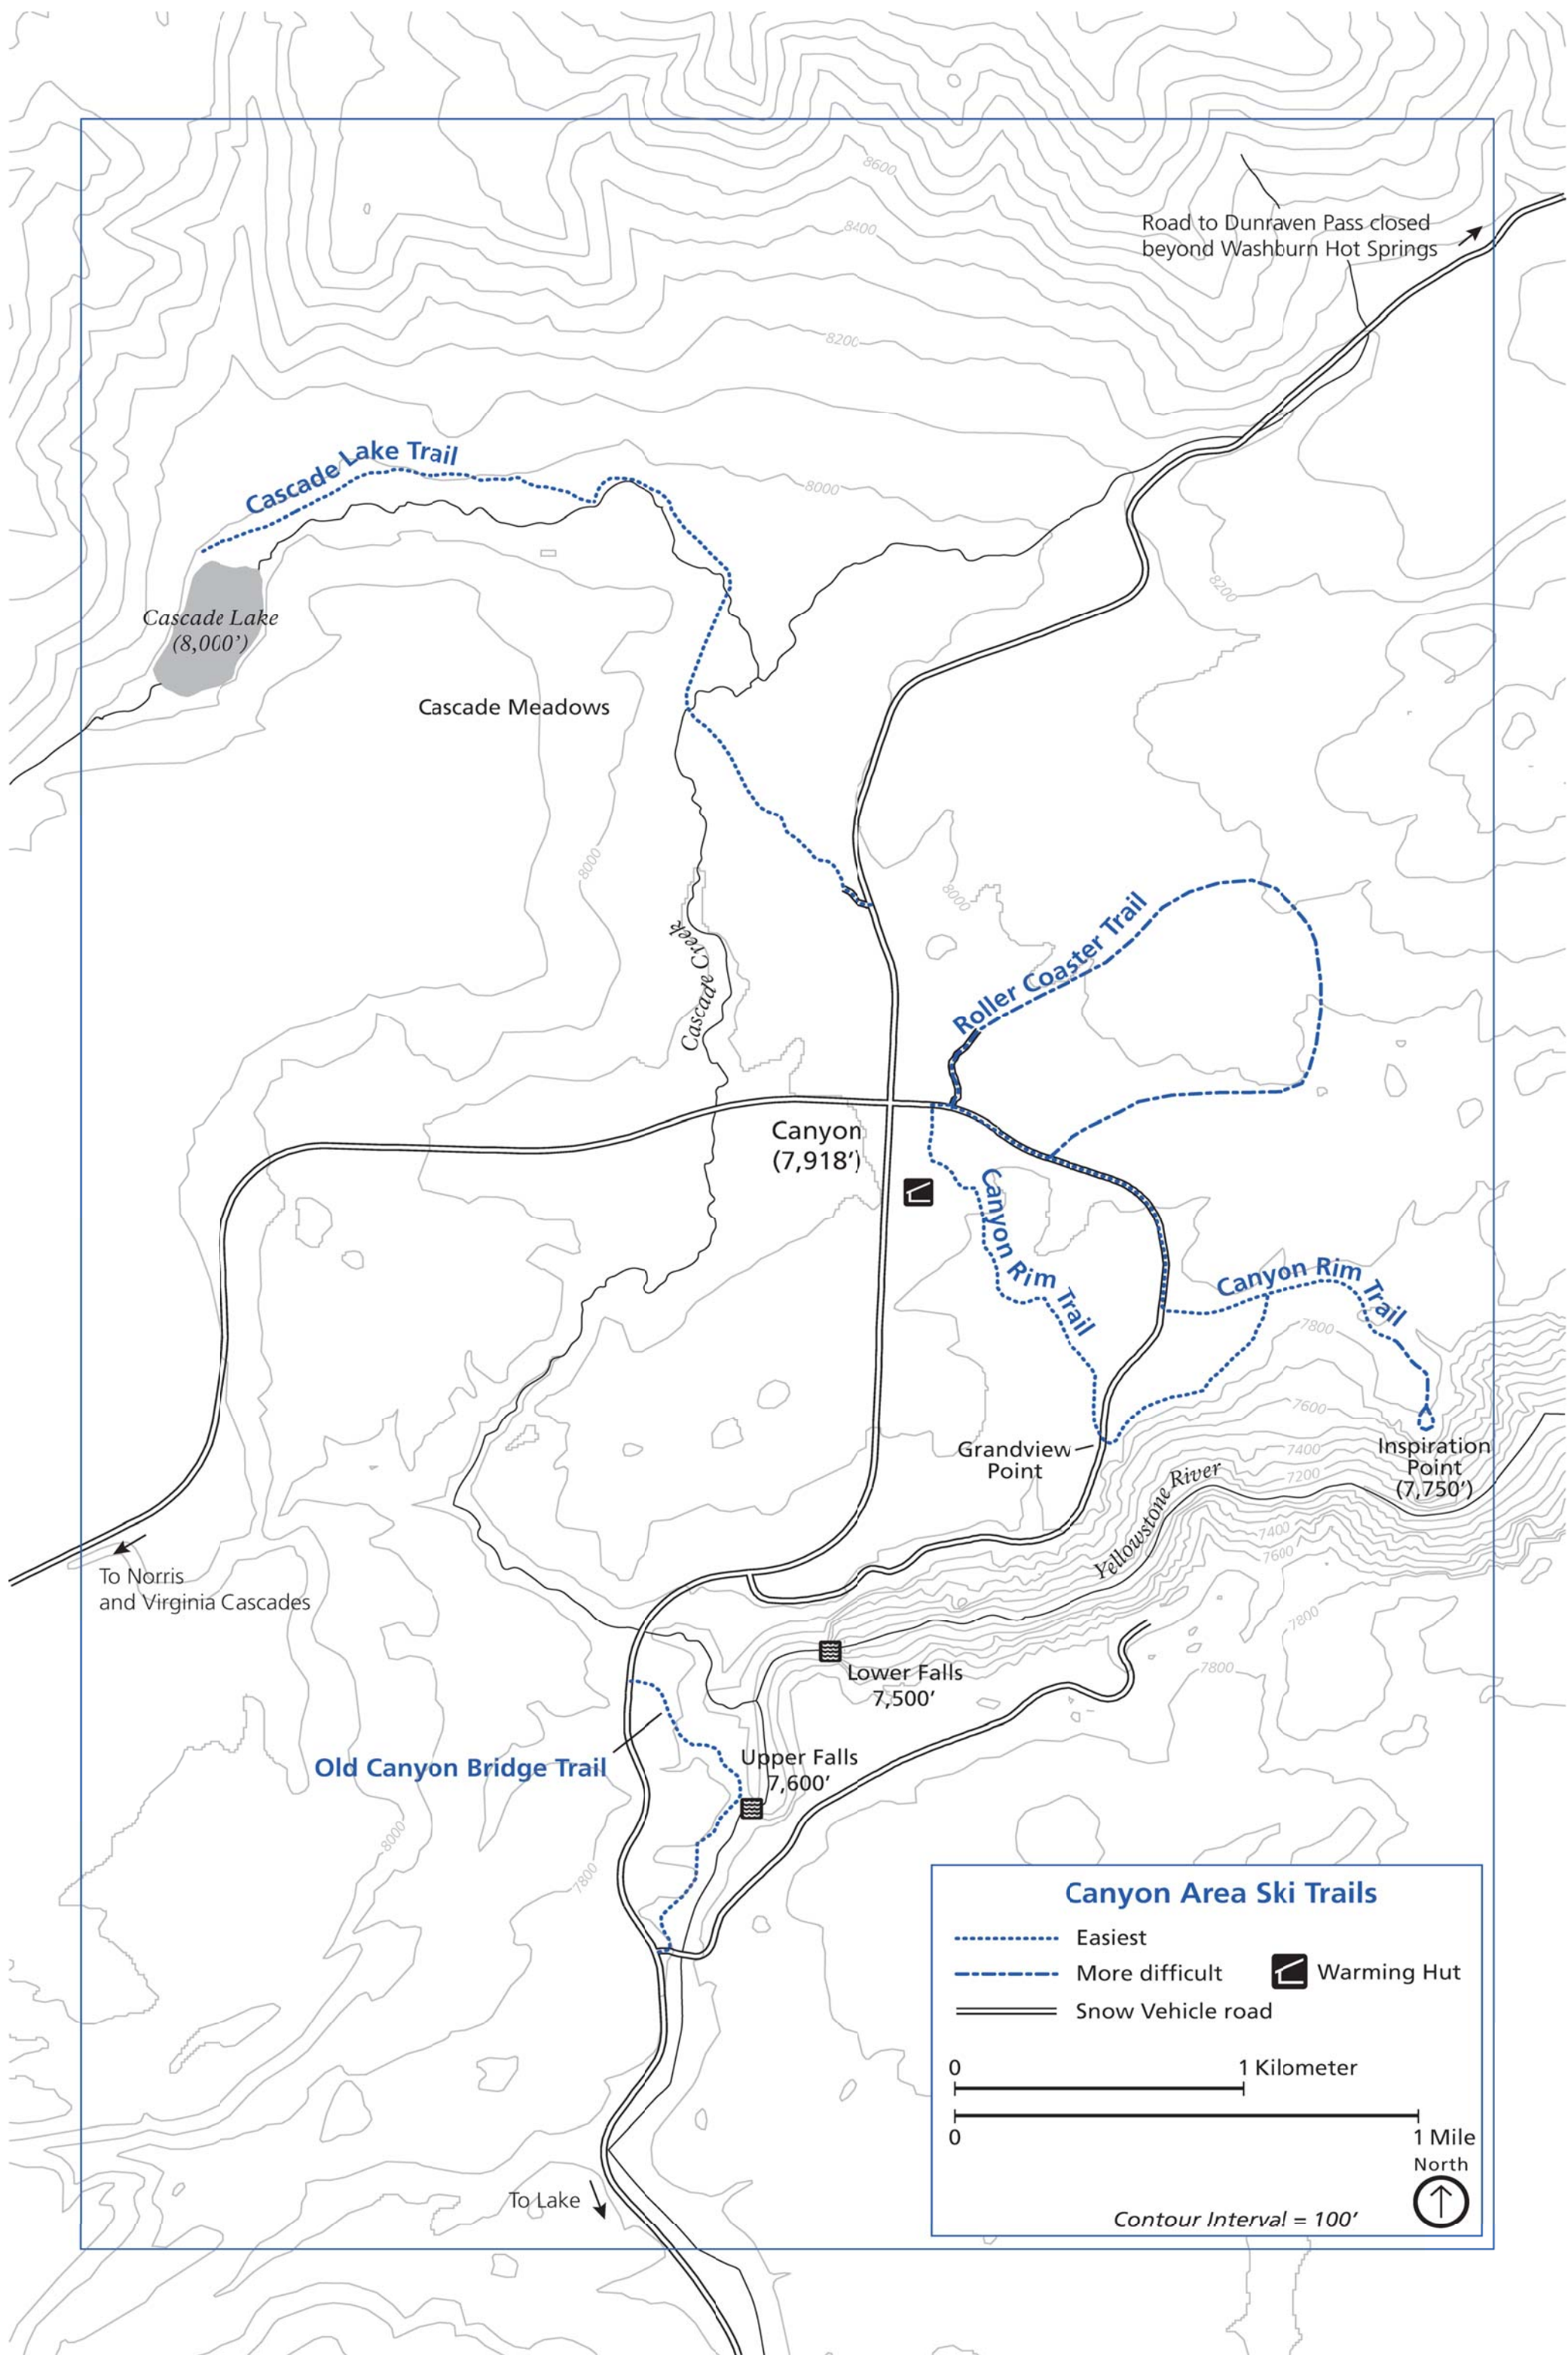 8600
8400
Road to Dunraven Pass closed
beyond Washburn Hot Springs
8200
Cascade Lake Trail
8000
8200
Cascade Lake
(8,000’)
Cascade Meadows
8000
8000
Roller Coaster Trail
Cascade Creek
Canyon
(7,918’)
Canyon Rim Trail
Canyon Rim Trail
7800
7600
Grandview
Point
7400
7200
Inspiration
Point
(7,750’)
Yellowstone River
7400
7600
To Norris
and Virginia Cascades
7800
7800
Lower Falls
7,500’
Old Canyon Bridge Trail
Upper Falls
7,600’
8000
7800
Canyon Area Ski Trails
Easiest
More difficult
Warming Hut
Snow Vehicle road
0 1 Kilometer
0 1 Mile
North
Contour Interval = 100’
To Lake